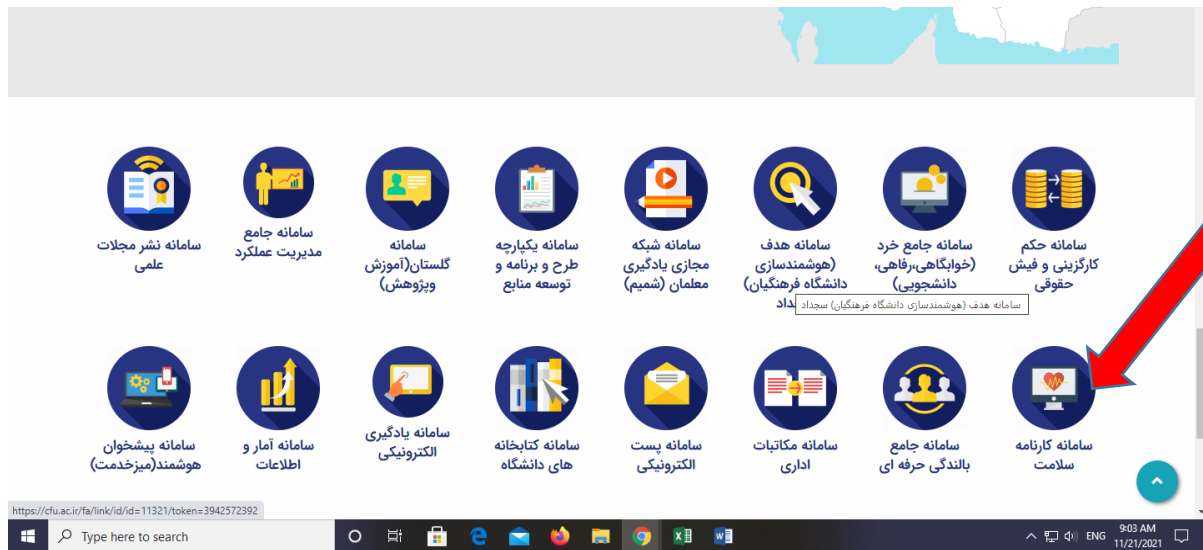 سامانه حکم
کارگزینی و فیش
حقوقی
سامانه جامع خرد
(خوابگاهی،رفاهی،
دانشجویی)
سامانه هدف
(هوشمندسازی
دانشگاه فرهنگیان)
داد
سامانه هدف (هوشمندسازی دانشگاه فرهنگیان) سجداد
سامانه شبکه
مجازی یادگیری
معلمان (شمیم)
سامانه یکپارچه
طرح و برنامه و
توسعه منابع
سامانه
گلستان(آموزش
وپژوهش)
سامانه جامع
مدیریت عملکرد
سامانه نشر مجلات
علمی
سامانه کارنامه
سلامت
سامانه جامع
بالندگی حرفه ای
سامانه مکاتبات
اداری
سامانه پست
الکترونیکی
سامانه کتابخانه
های دانشگاه
سامانه یادگیری
الکترونیکی
سامانه آمار و
اطلاعات
سامانه پیشخوان
هوشمند(میزخدمت)
https://cfu.ac.ir/fa/link/id/id=11321/token=3942572392
Type here to search
ENG
9:03 AM
11/21/2021